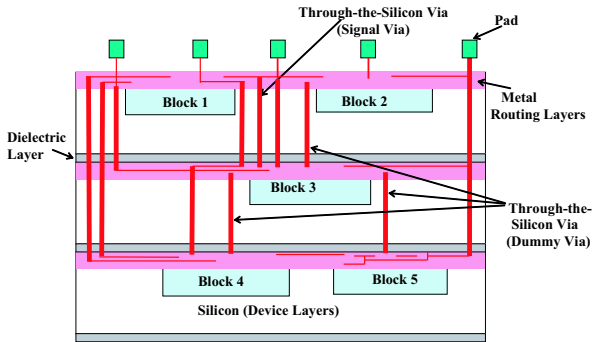 Through-the-Silicon Via
(Signal Via)
Pad
Block 1
Block 2
Metal
Routing Layers
Dielectric
Layer
Block 3
Through-the-
Silicon Via
(Dummy Via)
Block 4
Block 5
Silicon (Device Layers)